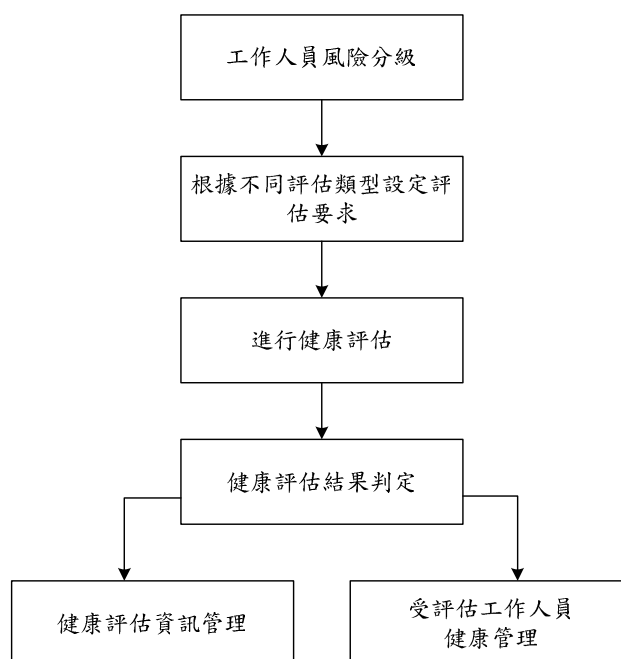 工作人員風險分級
根據不同評估類型設定評
估要求
進行健康評估
健康評估結果判定
健康評估資訊管理
受評估工作人員
健康管理